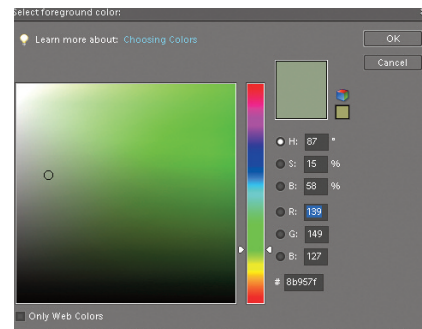 Select foreground color:
Learn more about: Choosing Colors
OK
Cancel
H: 87 °
S: 15 %
B: 58 %
R: 139
G: 149
B: 127
# 8b957f
Only Web Colors